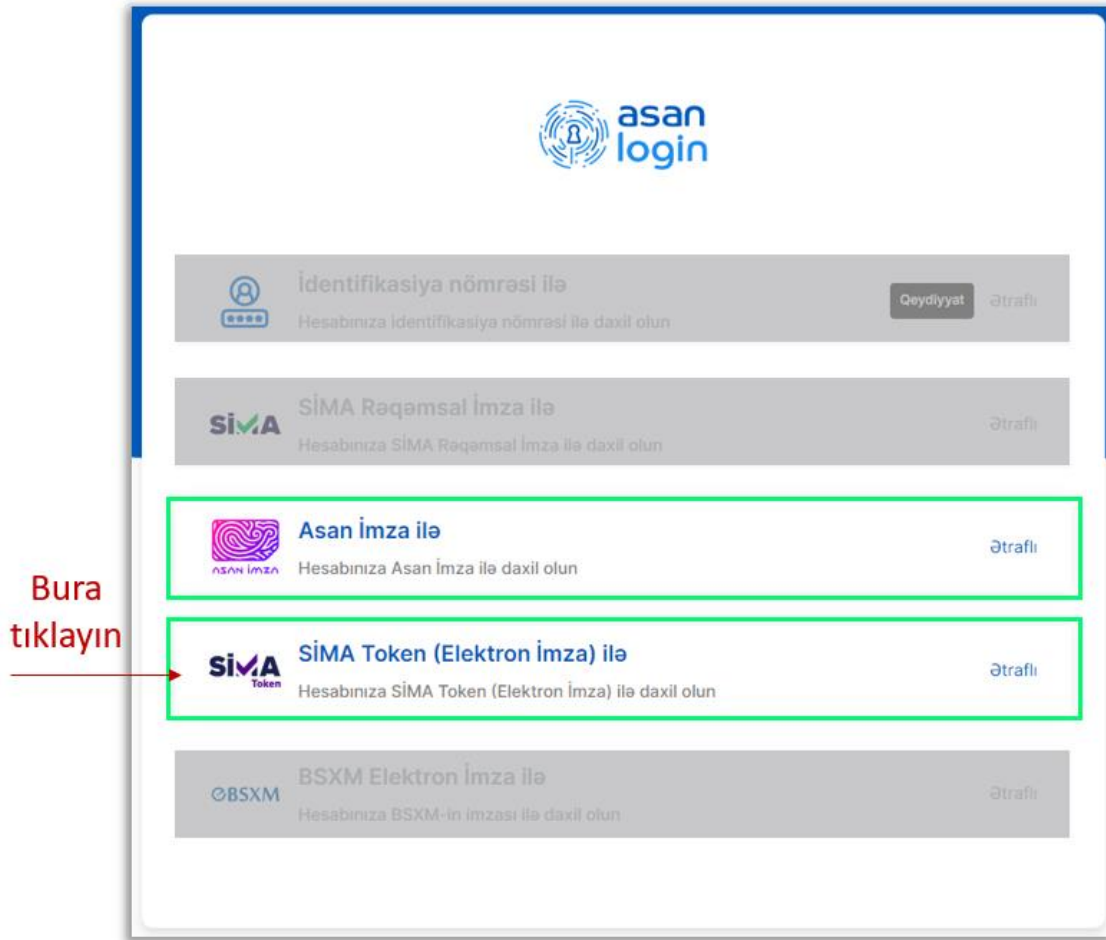 asan
login
İdentifikasiya nömrəsi ilə
Hesabınıza identifikasiya nömrəsi ilə daxil olun
Qeydiyyat
Ətraflı
SİMA
SİMA Rəqəmsal İmza ilə
Hesabınıza SİMA Rəqəmsal İmza ilə daxil olun
Ətraflı
ASAN İMZA
Asan İmza ilə
Hesabınıza Asan İmza ilə daxil olun
Ətraflı
Bura
tıklayın
SİMA
Token
SİMA Token (Elektron İmza) ilə
Hesabınıza SİMA Token (Elektron İmza) ilə daxil olun
Ətraflı
BSXM
BSXM Elektron İmza ilə
Hesabınıza BSXM-in imzası ilə daxil olun
Ətraflı